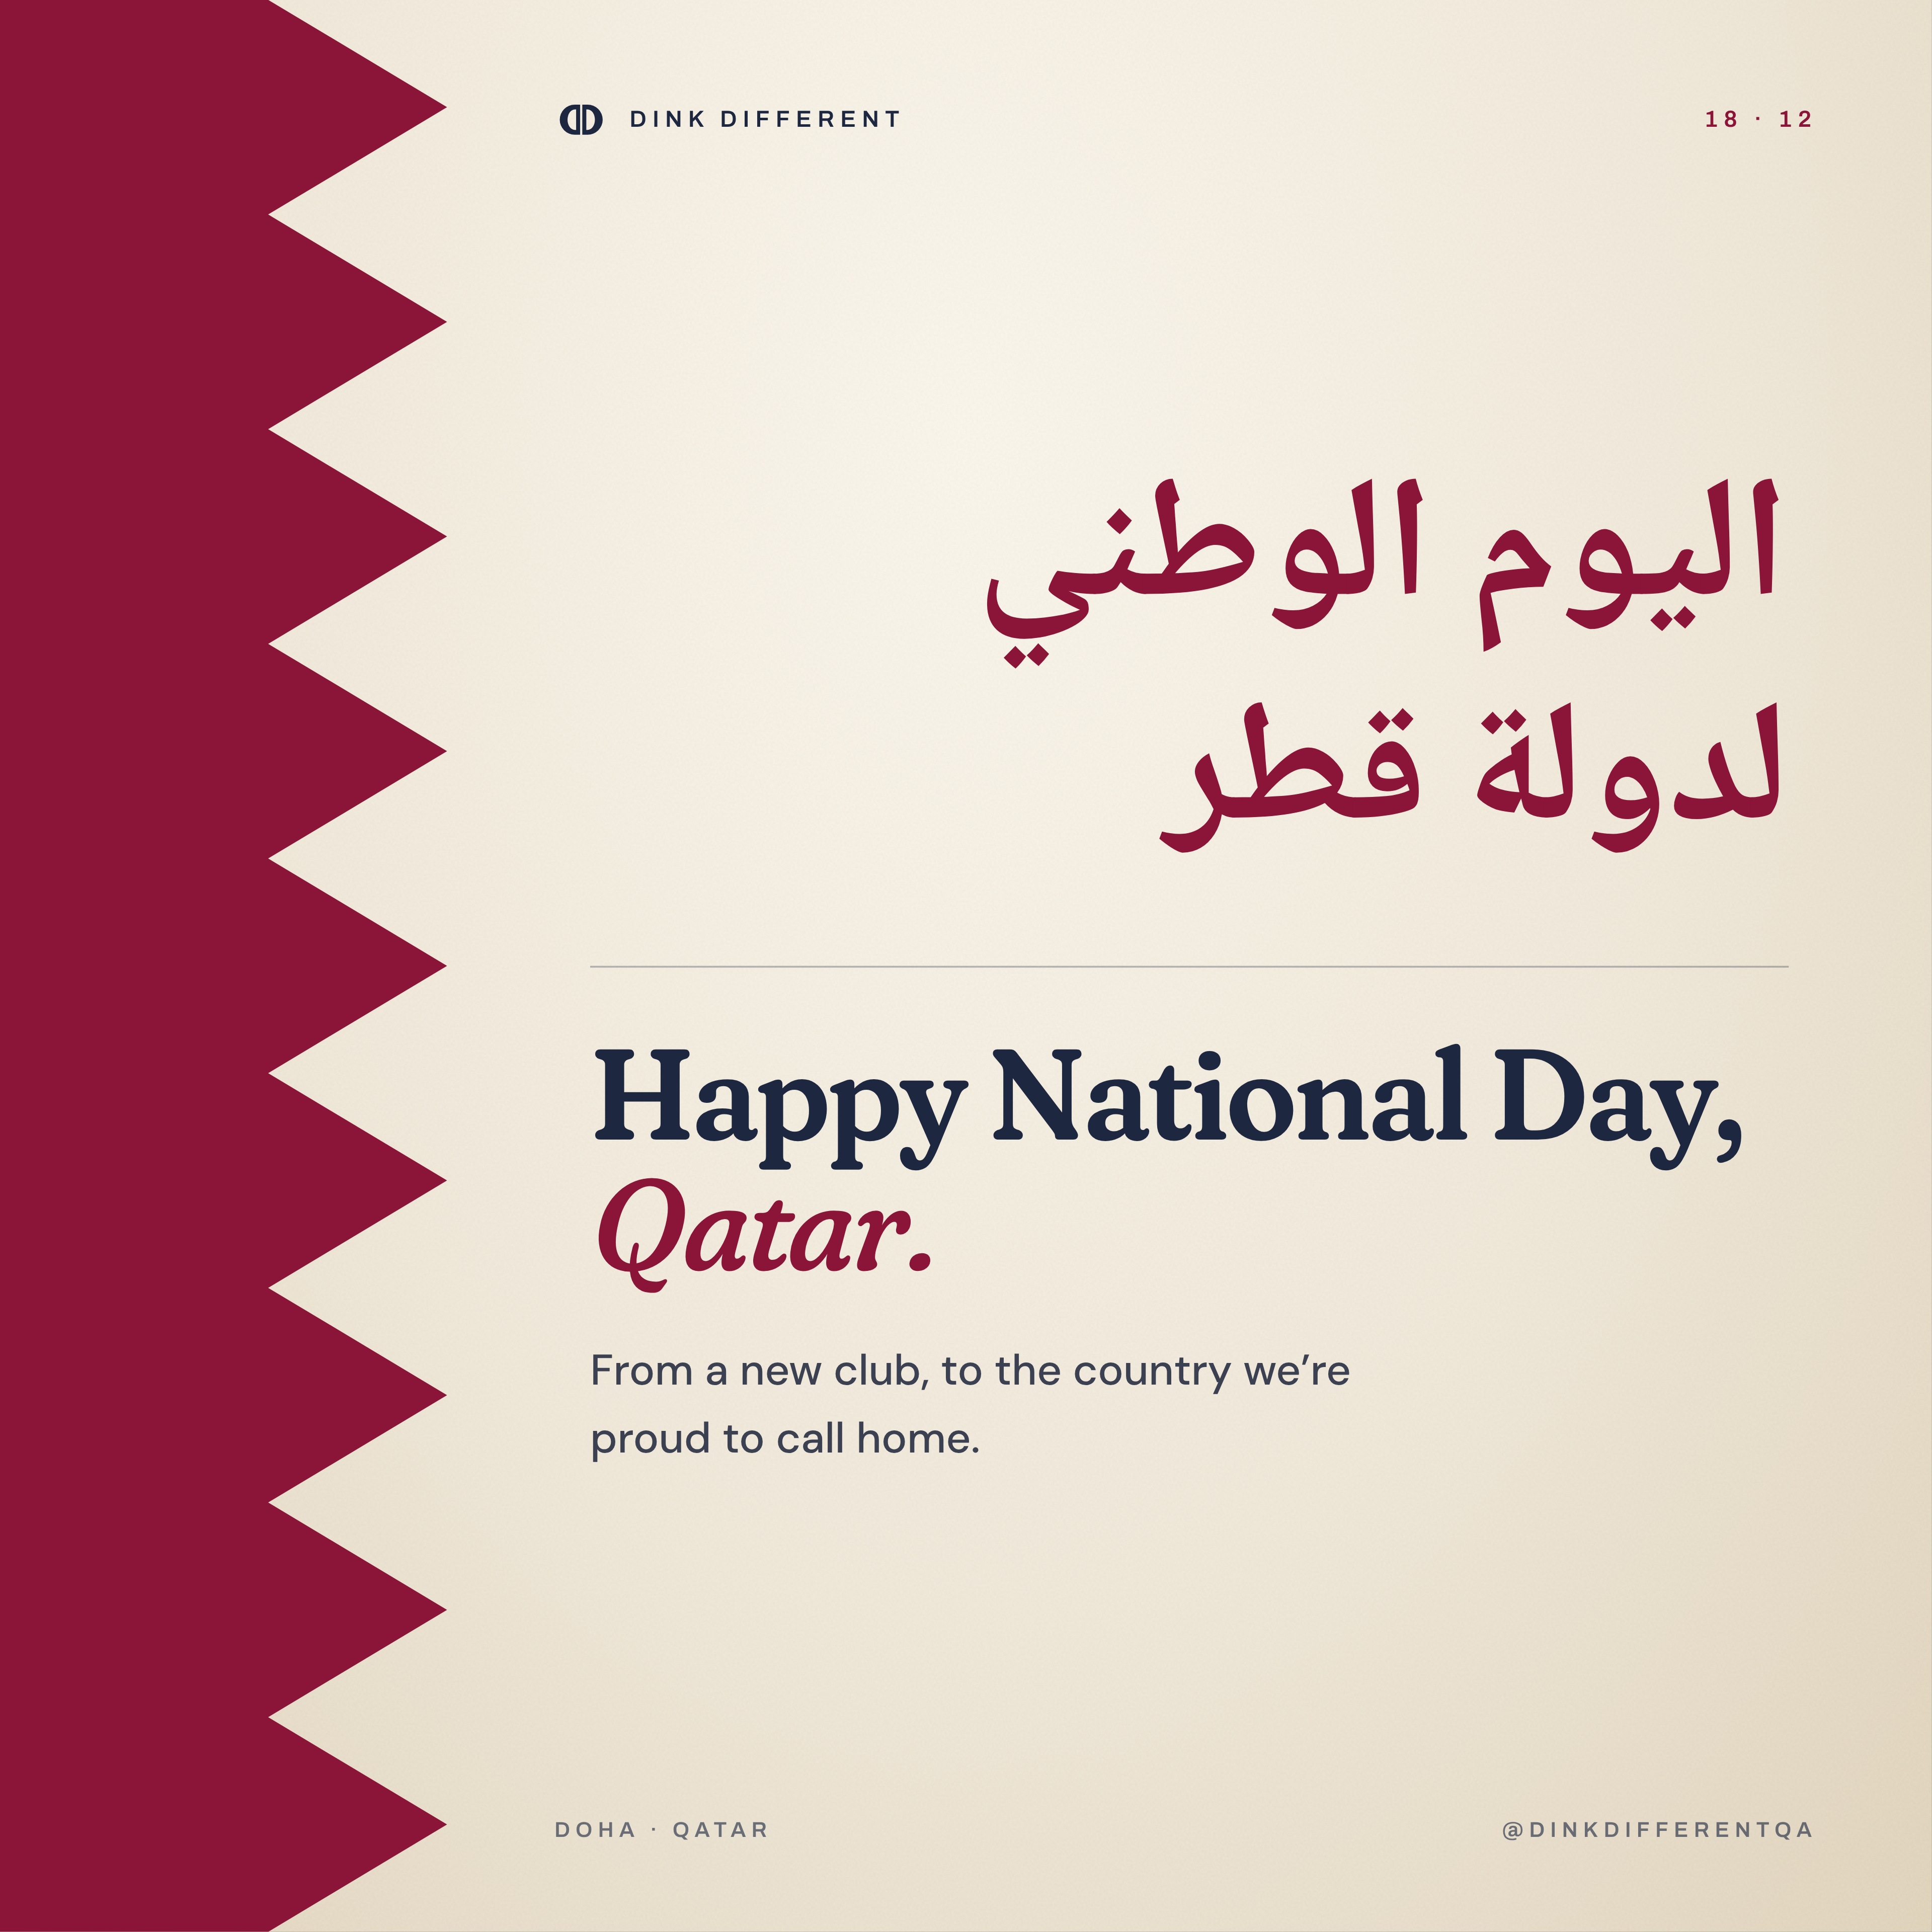 DINK DIFFERENT
18 · 12
اليوم الوطني
لدولة قطر
Happy National Day,
Qatar.
From a new club, to the country we’re
proud to call home.
DOHA · QATAR
@DINKDIFFERENTQA